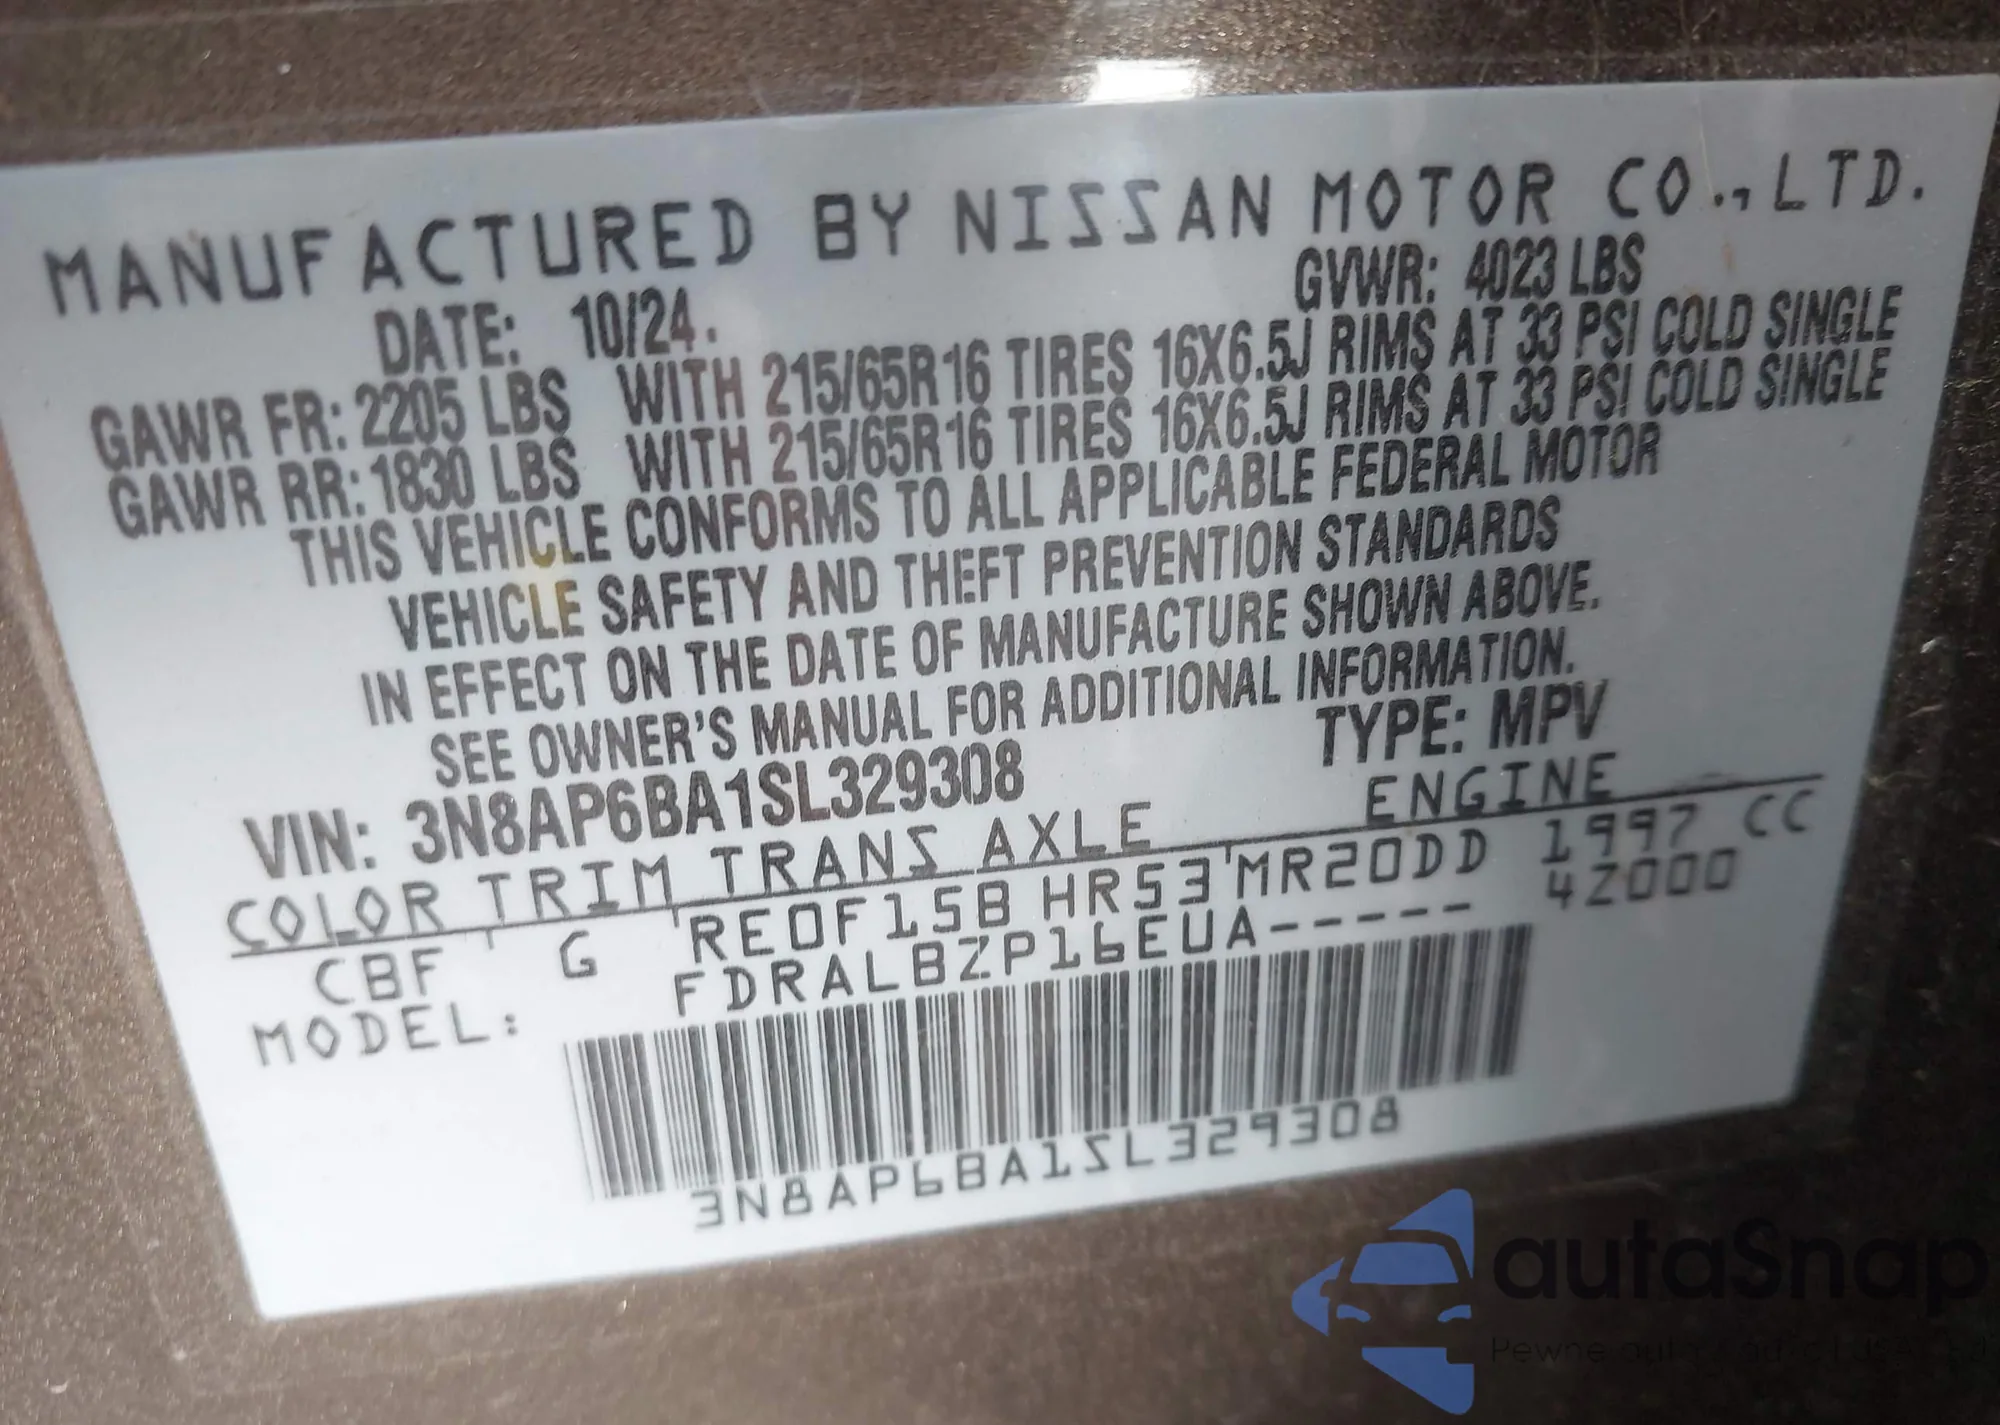 MANUFACTURED BY NISSAN MOTOR CO., LTD.
DATE: 10/24. GVWR: 4023 LBS
GAWR FR: 2205 LBS WITH 215/65R16 TIRES 16X6.5J RIMS AT 33 PSI COLD SINGLE
GAWR RR: 1830 LBS WITH 215/65R16 TIRES 16X6.5J RIMS AT 33 PSI COLD SINGLE
THIS VEHICLE CONFORMS TO ALL APPLICABLE FEDERAL MOTOR
VEHICLE SAFETY AND THEFT PREVENTION STANDARDS
IN EFFECT ON THE DATE OF MANUFACTURE SHOWN ABOVE.
SEE OWNER'S MANUAL FOR ADDITIONAL INFORMATION.
VIN: 3N8AP6BA1SL329308 TYPE: MPV
COLOR TRIM TRANS AXLE ENGINE
CBF G RE0F15B HR53 MR20DD 1997 CC
MODEL: FDRALBZP16EUA----- 4Z000
3N8AP6BA1SL329308
autaSnap
Pewne